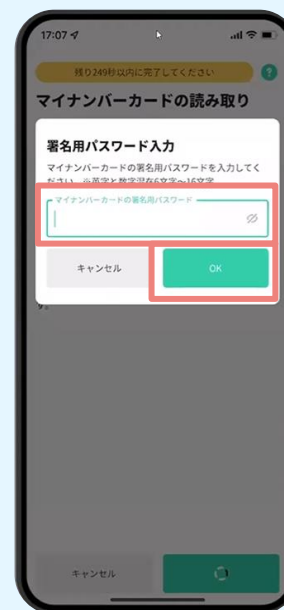 17:07
残り249秒以内に完了してください
?
マイナンバーカードの読み取り
署名用パスワード入力
マイナンバーカードの署名用パスワードを入力してく
ださい。※英字と数字混在6文字〜16文字
マイナンバーカードの署名用パスワード
キャンセル
OK
す。
キャンセル